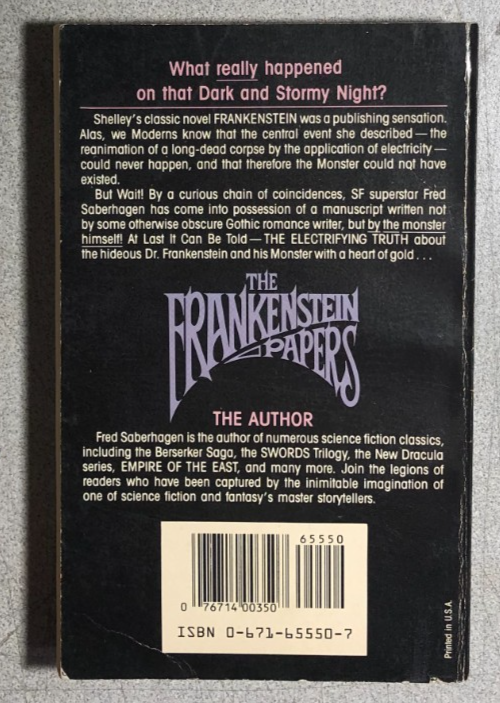 What really happened
on that Dark and Stormy Night?
Shelley's classic novel FRANKENSTEIN was a publishing sensation.
Alas, we Moderns know that the central event she described — the
reanimation of a long-dead corpse by the application of electricity —
could never happen, and that therefore the Monster could not have
existed.
But Wait! By a curious chain of coincidences, SF superstar Fred
Saberhagen has come into possession of a manuscript written not
by some otherwise obscure Gothic romance writer, but by the monster
himself! At Last It Can Be Told — THE ELECTRIFYING TRUTH about
the hideous Dr. Frankenstein and his Monster with a heart of gold . . .
THE
FRANKENSTEIN
PAPERS
THE AUTHOR
Fred Saberhagen is the author of numerous science fiction classics,
including the Berserker Saga, the SWORDS Trilogy, the New Dracula
series, EMPIRE OF THE EAST, and many more. Join the legions of
readers who have been captured by the inimitable imagination of
one of science fiction and fantasy's master storytellers.
65550
0 76714 00350
ISBN 0-671-65550-7
Printed in U.S.A.